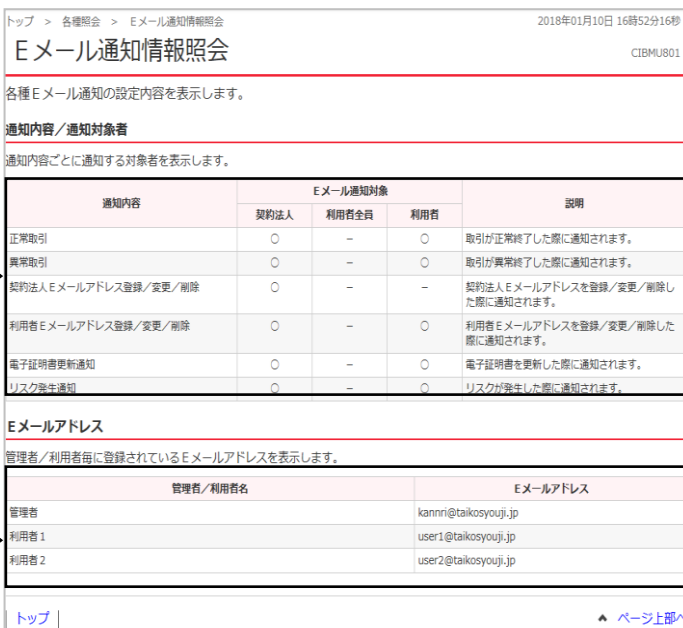 トップ > 各種照会 > Eメール通知情報照会 2018年01月10日 16時52分16秒
Eメール通知情報照会 CIBMU801
各種Eメール通知の設定内容を表示します。
通知内容/通知対象者
通知内容ごとに通知する対象者を表示します。
通知内容 Eメール通知対象 説明
契約法人 利用者全員 利用者
正常取引 ○ − ○ 取引が正常終了した際に通知されます。
異常取引 ○ − ○ 取引が異常終了した際に通知されます。
契約法人Eメールアドレス登録/変更/削除 ○ − − 契約法人Eメールアドレスを登録/変更/削除し
た際に通知されます。
利用者Eメールアドレス登録/変更/削除 ○ − ○ 利用者Eメールアドレスを登録/変更/削除した
際に通知されます。
電子証明書更新通知 ○ − ○ 電子証明書を更新した際に通知されます。
リスク発生通知 ○ − ○ リスクが発生した際に通知されます。
Eメールアドレス
管理者/利用者毎に登録されているEメールアドレスを表示します。
管理者/利用者名 Eメールアドレス
管理者 kannri@taikosyouji.jp
利用者1 user1@taikosyouji.jp
利用者2 user2@taikosyouji.jp
トップ ページ上部へ